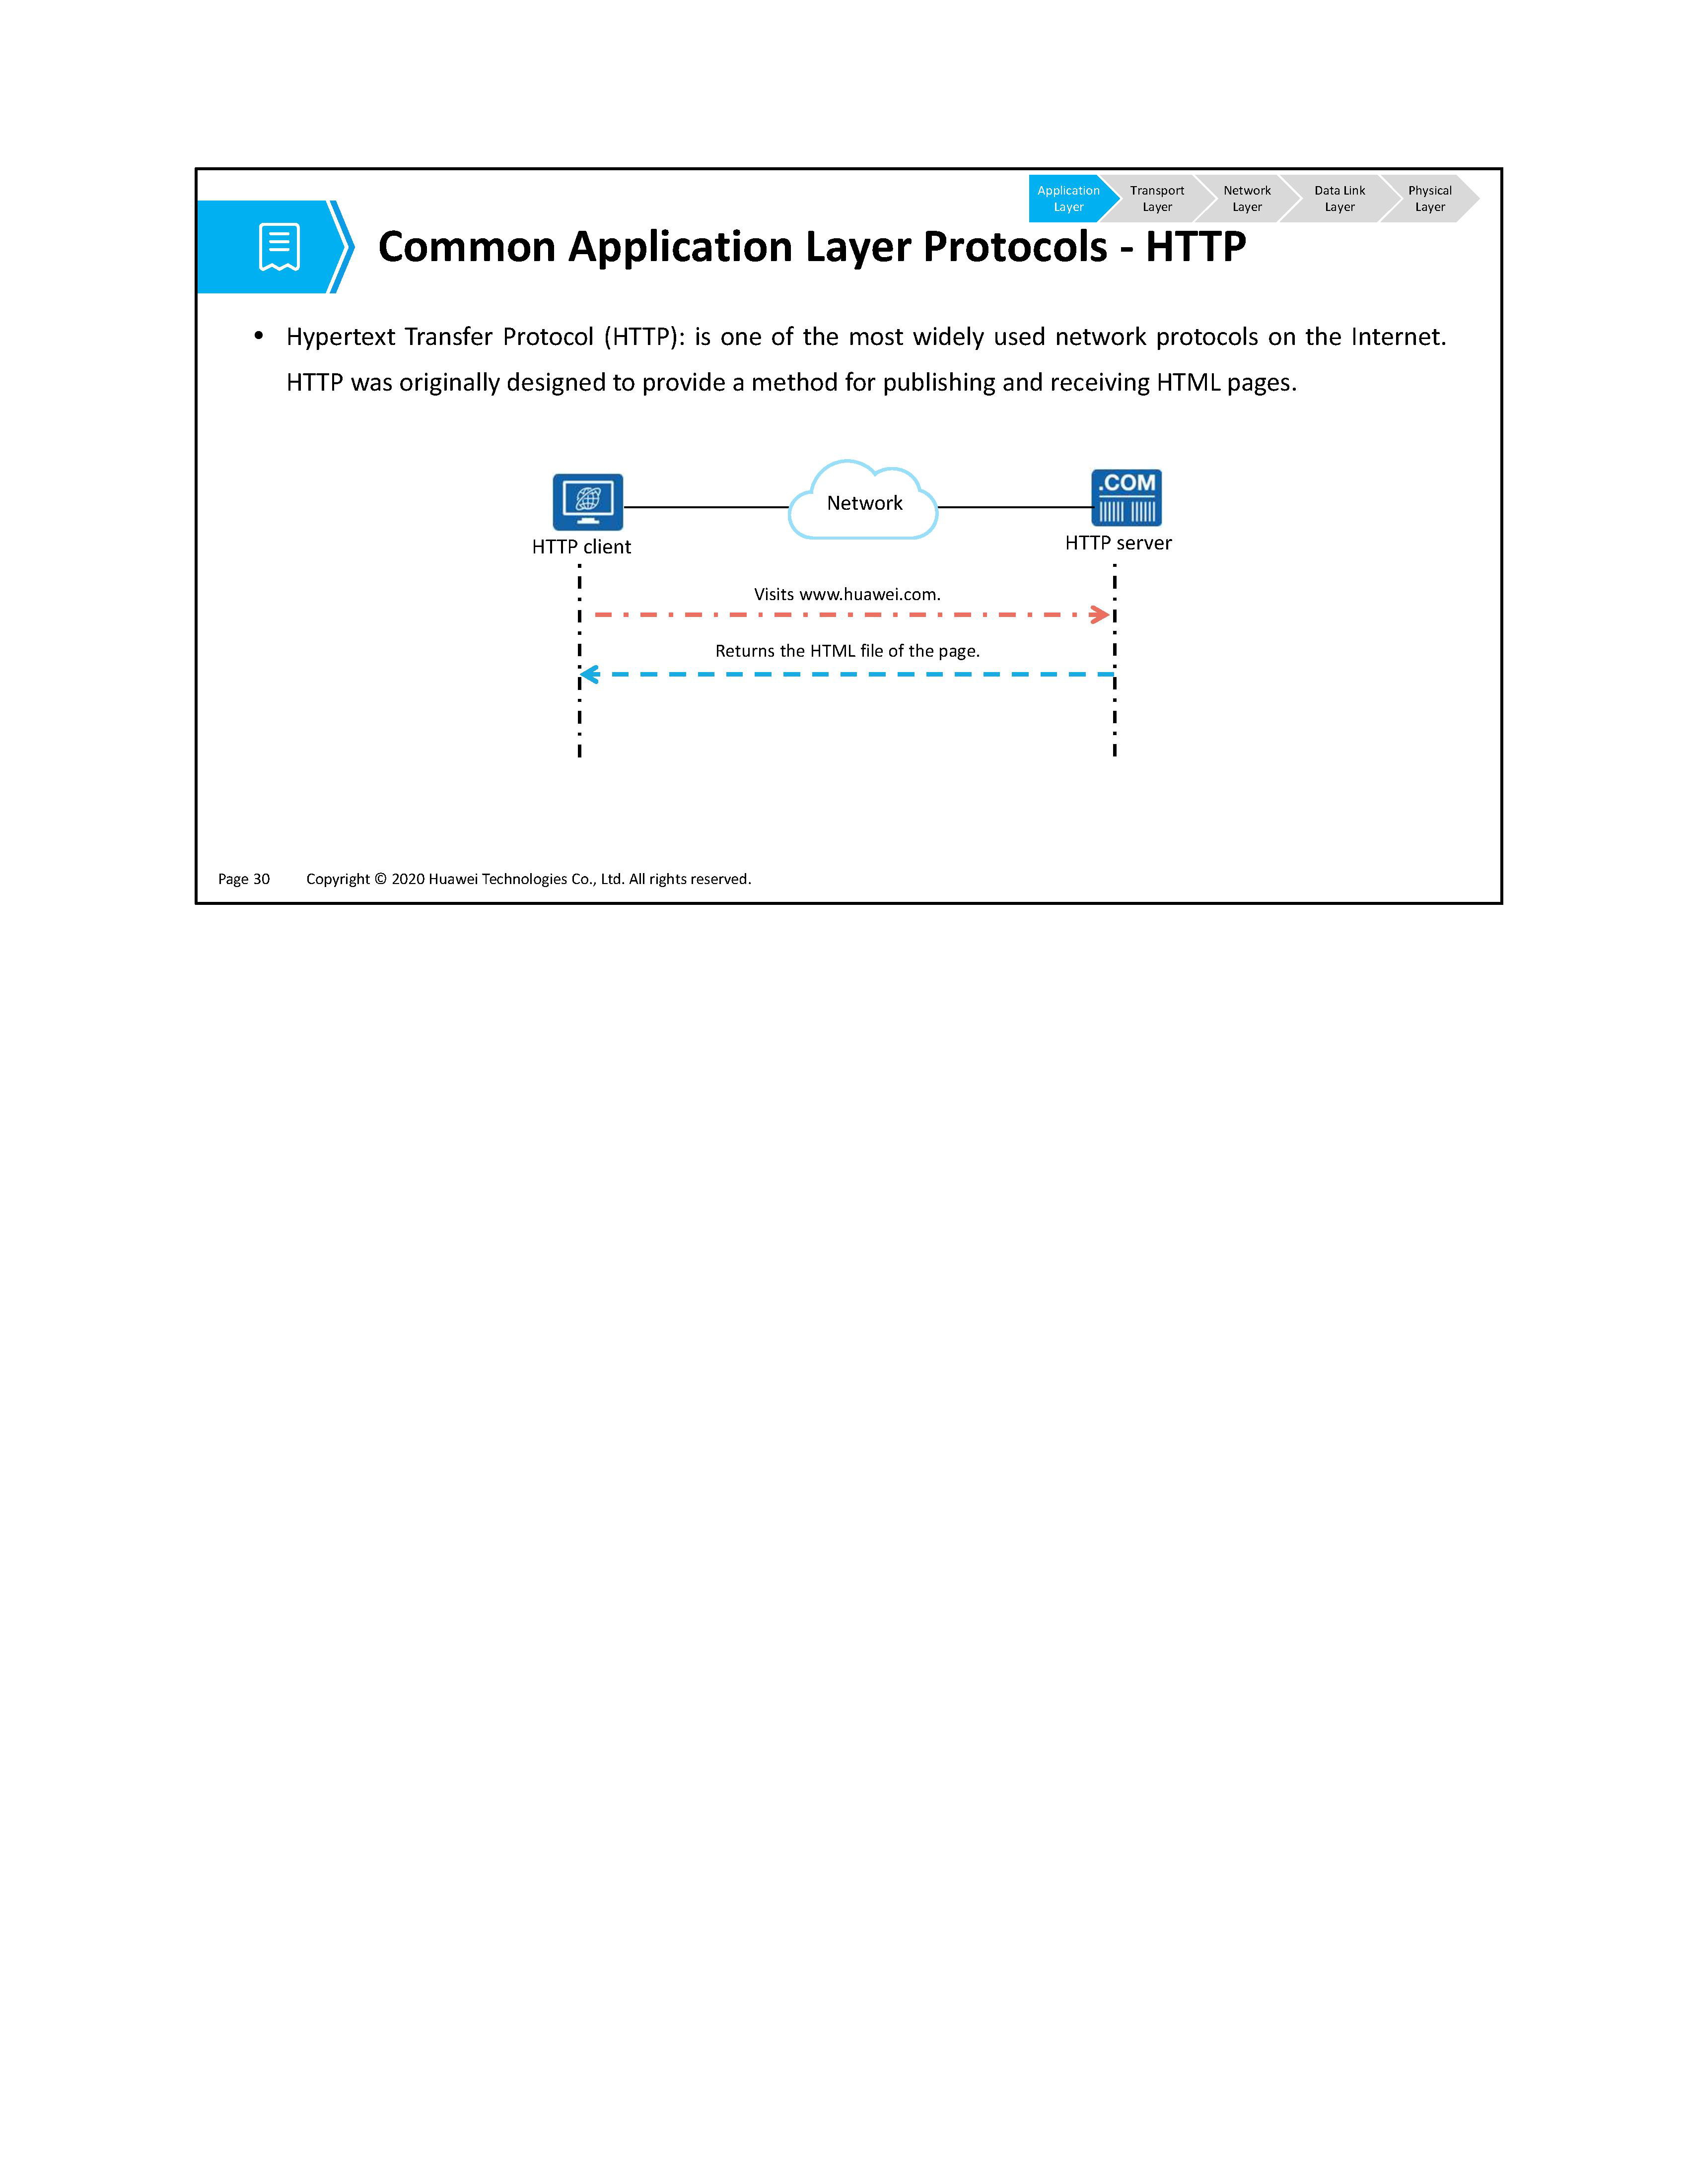 Application
Layer
Transport
Layer
Network
Layer
Data Link
Layer
Physical
Layer
Common Application Layer Protocols - HTTP
• Hypertext Transfer Protocol (HTTP): is one of the most widely used network protocols on the Internet.
HTTP was originally designed to provide a method for publishing and receiving HTML pages.
Network
.COM
HTTP client
HTTP server
Visits www.huawei.com.
Returns the HTML file of the page.
Page 30 Copyright © 2020 Huawei Technologies Co., Ltd. All rights reserved.